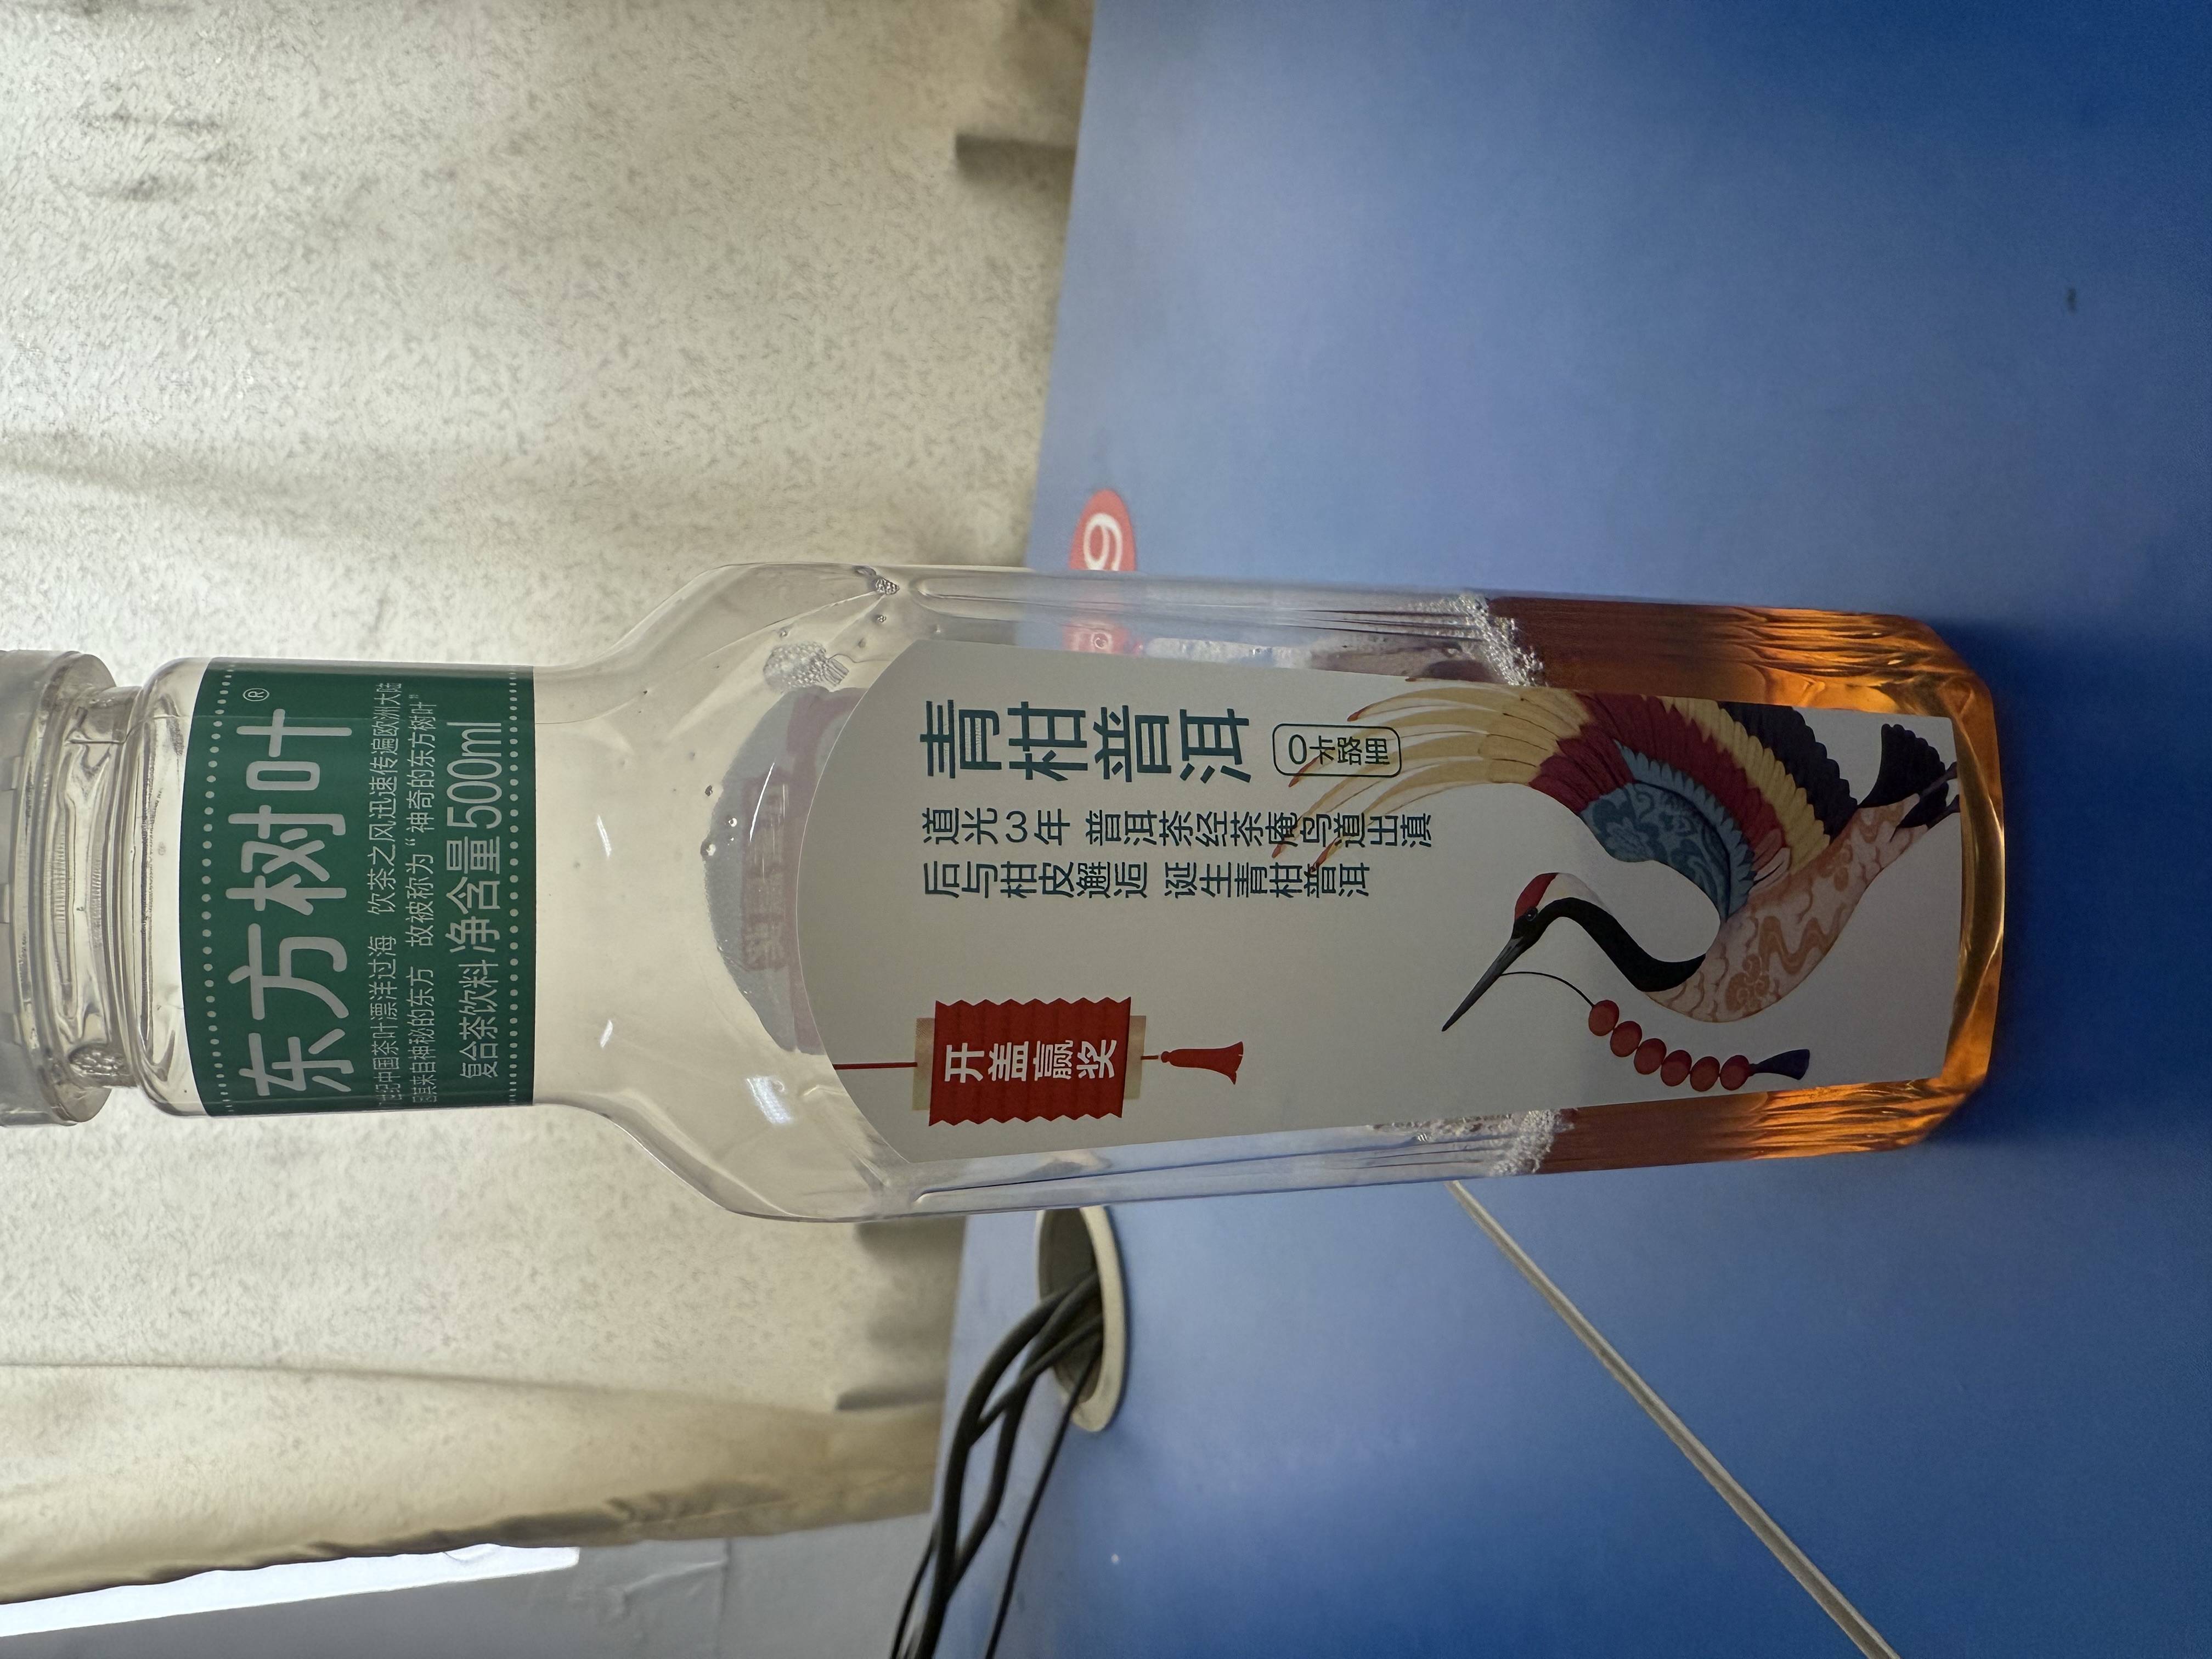 东方树叶®
纪中国茶叶漂洋过海 饮茶之风迅速传遍欧洲大陆
因其来自神秘的东方 故被称为“神奇的东方树叶”
复合茶饮料 净含量500ml
青柑普洱
0卡路里
道光3年 普洱茶经茶庵鸟道出滇
后与柑皮邂逅 诞生青柑普洱
开盖赢奖
9